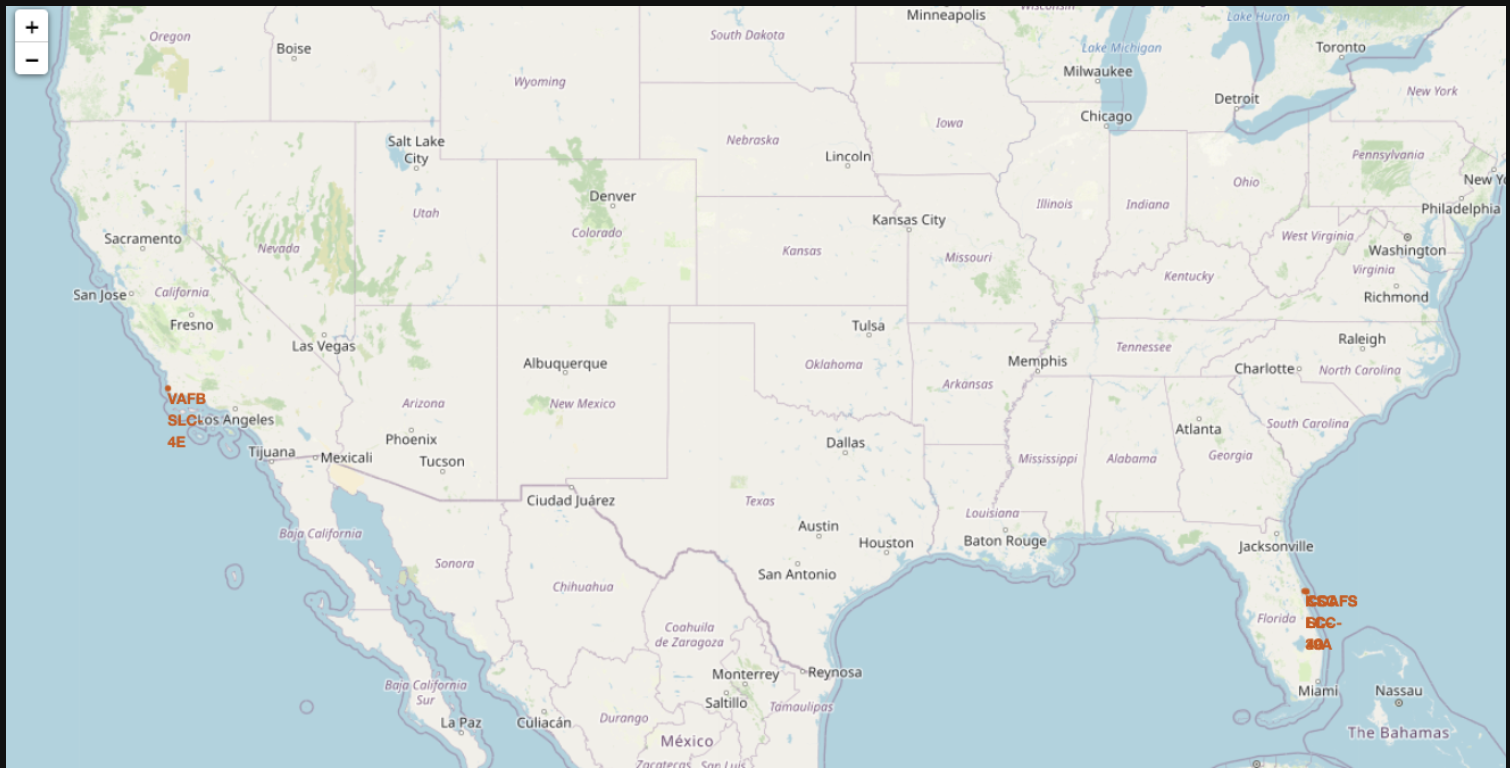 +
−
Oregon
Boise
South Dakota
Minneapolis
Wisconsin
Lake Huron
Toronto
Lake Michigan
Milwaukee
Wyoming
New York
Detroit
Chicago
Iowa
Salt Lake
City
Nebraska
Lincoln
Pennsylvania
Ohio
Denver
Utah
Colorado
Illinois
Indiana
Philadelphia
Kansas City
Sacramento
Nevada
Kansas
Missouri
West Virginia
Washington
Kentucky
Virginia
San Jose
California
Richmond
Fresno
Las Vegas
Tulsa
Raleigh
Albuquerque
Oklahoma
Memphis
Tennessee
Charlotte
North Carolina
VAFB
SLC-
4E
Los Angeles
Arizona
New Mexico
Arkansas
Atlanta
South Carolina
Phoenix
Dallas
Tijuana
Mexicali
Tucson
Mississippi
Alabama
Georgia
Ciudad Juárez
Texas
Louisiana
Baja California
Austin
Houston
Baton Rouge
Jacksonville
Sonora
Chihuahua
San Antonio
Florida
Coahuila
de Zaragoza
Monterrey
Reynosa
Baja California
Sur
Saltillo
Tamaulipas
Miami
Nassau
La Paz
Culiacán
Durango
México
The Bahamas
Zacatecas
San Luis